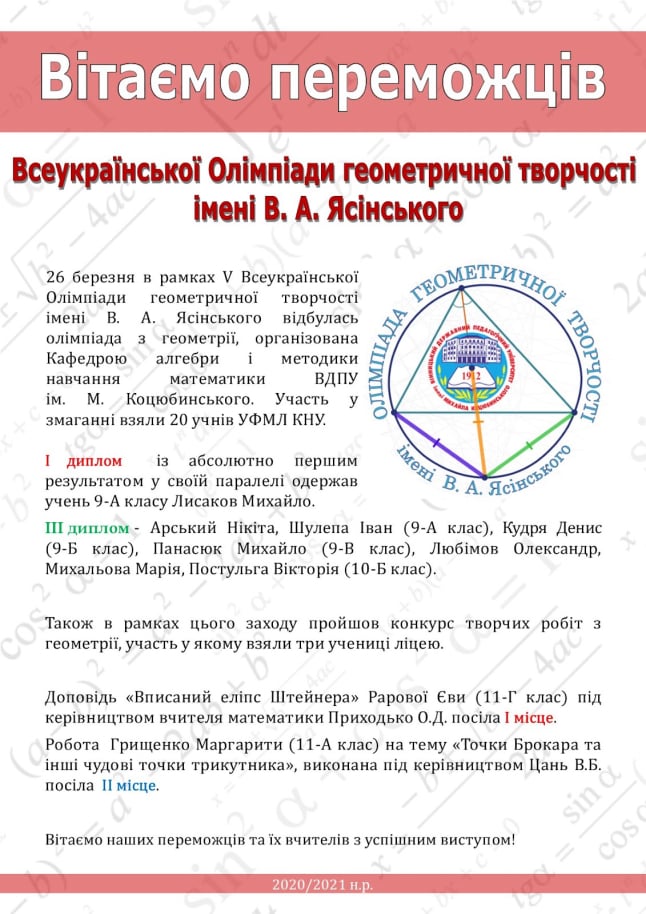 Вітаємо переможців
Всеукраїнської Олімпіади геометричної творчості
імені В. А. Ясінського
26 березня в рамках V Всеукраїнської
Олімпіади геометричної творчості
імені В. А. Ясінського відбулась
олімпіада з геометрії, організована
Кафедрою алгебри і методики
навчання математики ВДПУ
ім. М. Коцюбинського. Участь у
змаганні взяли 20 учнів УФМЛ КНУ.
ОЛІМПІАДА ГЕОМЕТРИЧНОЇ ТВОРЧОСТІ
імені В. А. Ясінського
ВІННИЦЬКИЙ ДЕРЖАВНИЙ ПЕДАГОГІЧНИЙ УНІВЕРСИТЕТ
імені Михайла Коцюбинського
1912
І диплом із абсолютно першим
результатом у своїй паралелі одержав
учень 9-А класу Лисаков Михайло.
ІІІ диплом - Арський Нікіта, Шулепа Іван (9-А клас), Кудря Денис
(9-Б клас), Панасюк Михайло (9-В клас), Любімов Олександр,
Михальова Марія, Постульга Вікторія (10-Б клас).
Також в рамках цього заходу пройшов конкурс творчих робіт з
геометрії, участь у якому взяли три учениці ліцею.
Доповідь «Вписаний еліпс Штейнера» Рарової Єви (11-Г клас) під
керівництвом вчителя математики Приходько О.Д. посіла І місце.
Робота Грищенко Маргарити (11-А клас) на тему «Точки Брокара та
інші чудові точки трикутника», виконана під керівництвом Цань В.Б.
посіла ІІ місце.
Вітаємо наших переможців та їх вчителів з успішним виступом!
2020/2021 н.р.